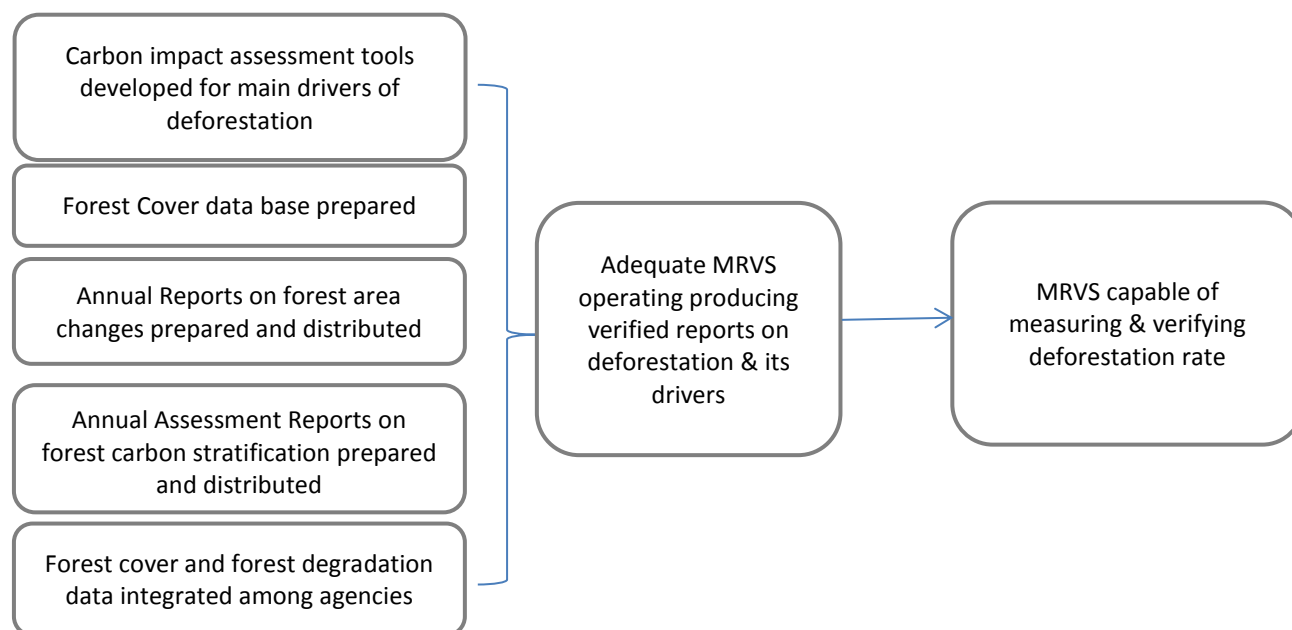 Carbon impact assessment tools
developed for main drivers of
deforestation
Forest Cover data base prepared
Annual Reports on forest area
changes prepared and distributed
Annual Assessment Reports on
forest carbon stratification prepared
and distributed
Forest cover and forest degradation
data integrated among agencies
Adequate MRVS
operating producing
verified reports on
deforestation & its
drivers
MRVS capable of
measuring & verifying
deforestation rate